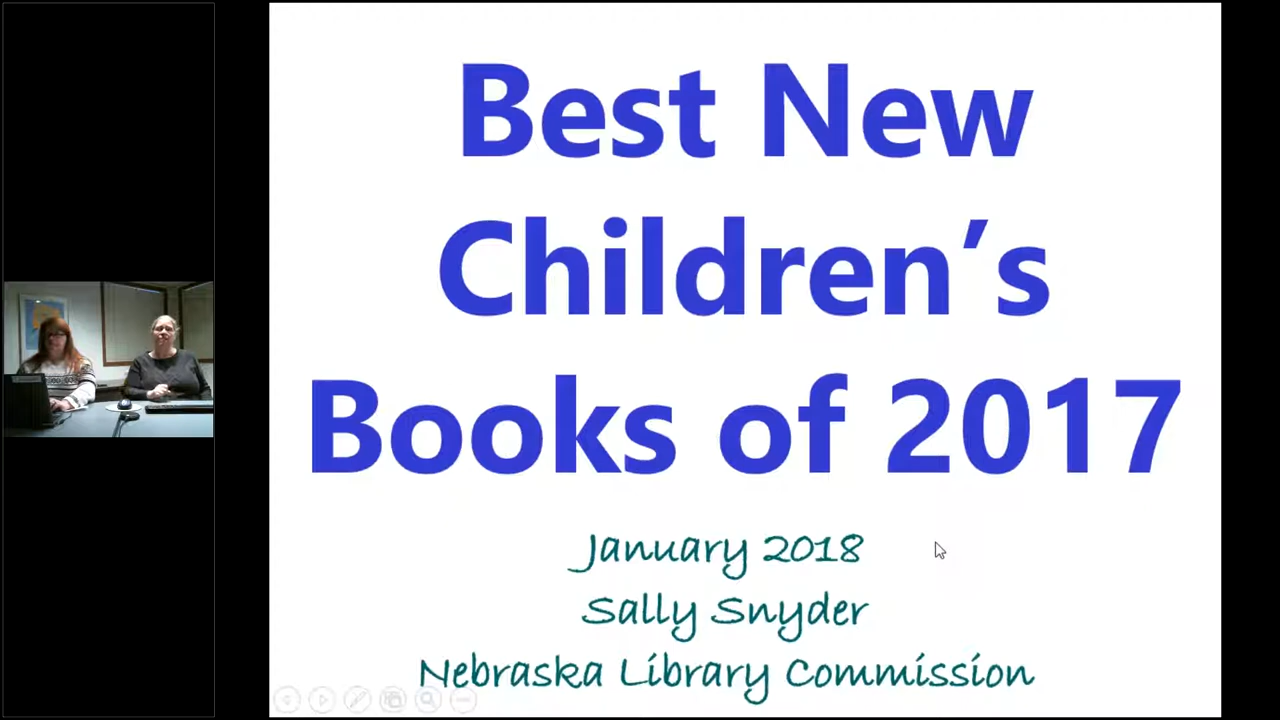 Best New
Children’s
Books of 2017
January 2018
Sally Snyder
Nebraska Library Commission